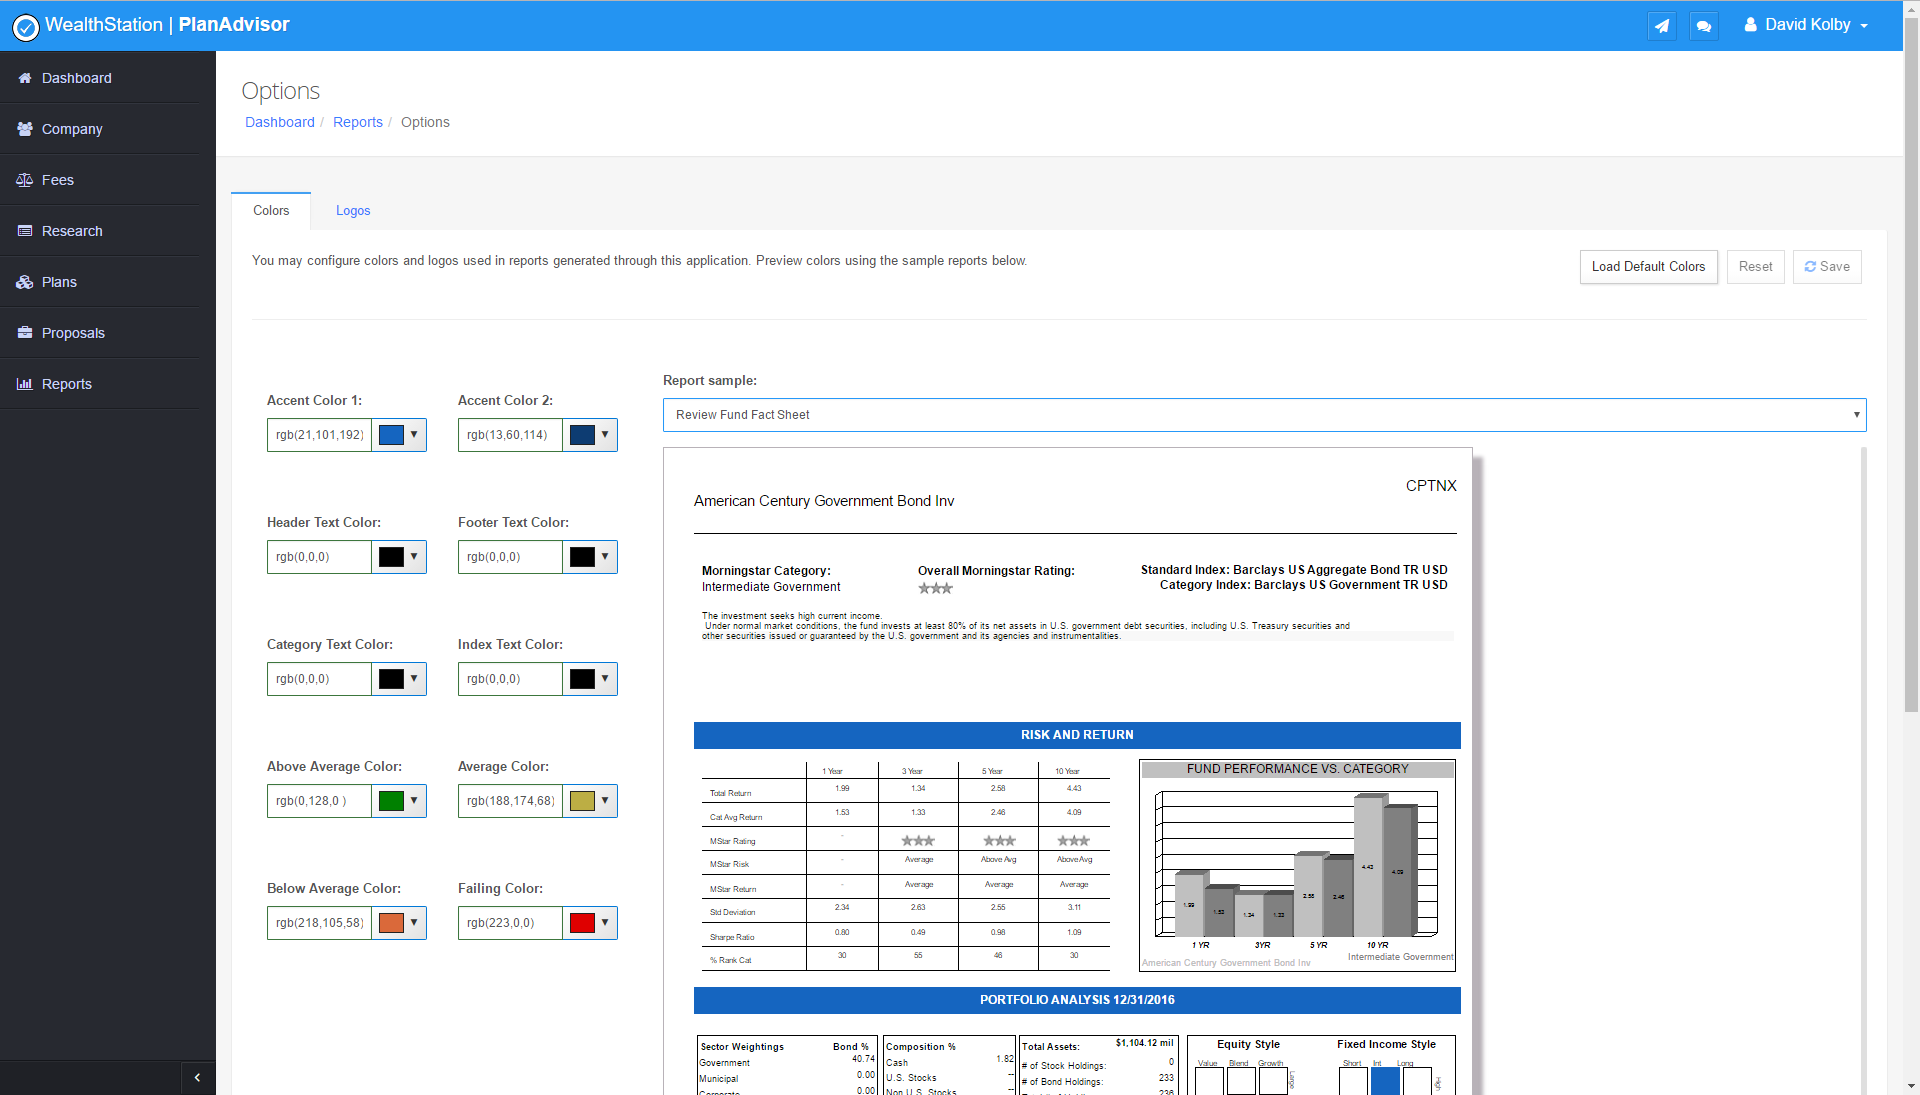 WealthStation | PlanAdvisor
David Kolby
Dashboard
Company
Fees
Research
Plans
Proposals
Reports
Options
Dashboard / Reports / Options
Colors
Logos
You may configure colors and logos used in reports generated through this application. Preview colors using the sample reports below.
Load Default Colors
Reset
Save
Accent Color 1:
rgb(21,101,192)
Accent Color 2:
rgb(13,60,114)
Header Text Color:
rgb(0,0,0)
Footer Text Color:
rgb(0,0,0)
Category Text Color:
rgb(0,0,0)
Index Text Color:
rgb(0,0,0)
Above Average Color:
rgb(0,128,0 )
Average Color:
rgb(188,174,68)
Below Average Color:
rgb(218,105,58)
Failing Color:
rgb(223,0,0)
Report sample:
Review Fund Fact Sheet
CPTNX
American Century Government Bond Inv
Morningstar Category:
Intermediate Government
Overall Morningstar Rating:
Standard Index: Barclays US Aggregate Bond TR USD
Category Index: Barclays US Government TR USD
The investment seeks high current income.
Under normal market conditions, the fund invests at least 80% of its net assets in U.S. government debt securities, including U.S. Treasury securities and
other securities issued or guaranteed by the U.S. government and its agencies and instrumentalities.
RISK AND RETURN
1 Year 3 Year 5 Year 10 Year
Total Return 1.99 1.34 2.58 4.43
Cat Avg Return 1.53 1.33 2.46 4.09
MStar Rating -
MStar Risk - Average Above Avg Above Avg
MStar Return - Average Average Average
Std Deviation 2.34 2.63 2.55 3.11
Sharpe Ratio 0.80 0.49 0.98 1.09
% Rank Cat 30 55 46 30
FUND PERFORMANCE VS. CATEGORY
1.99 1.53 1.34 1.33 2.58 2.46 4.43 4.09
1 YR 3YR 5 YR 10 YR
American Century Government Bond Inv
Intermediate Government
PORTFOLIO ANALYSIS 12/31/2016
Sector Weightings Bond %
Government 40.74
Municipal 0.00
Corporate 0.00
Composition %
Cash 1.82
U.S. Stocks --
Non U.S. Stocks --
Total Assets: $1,104.12 mil
# of Stock Holdings: 0
# of Bond Holdings: 233
236
Equity Style
Value Blend Growth
Large
Fixed Income Style
Short Int Long
High